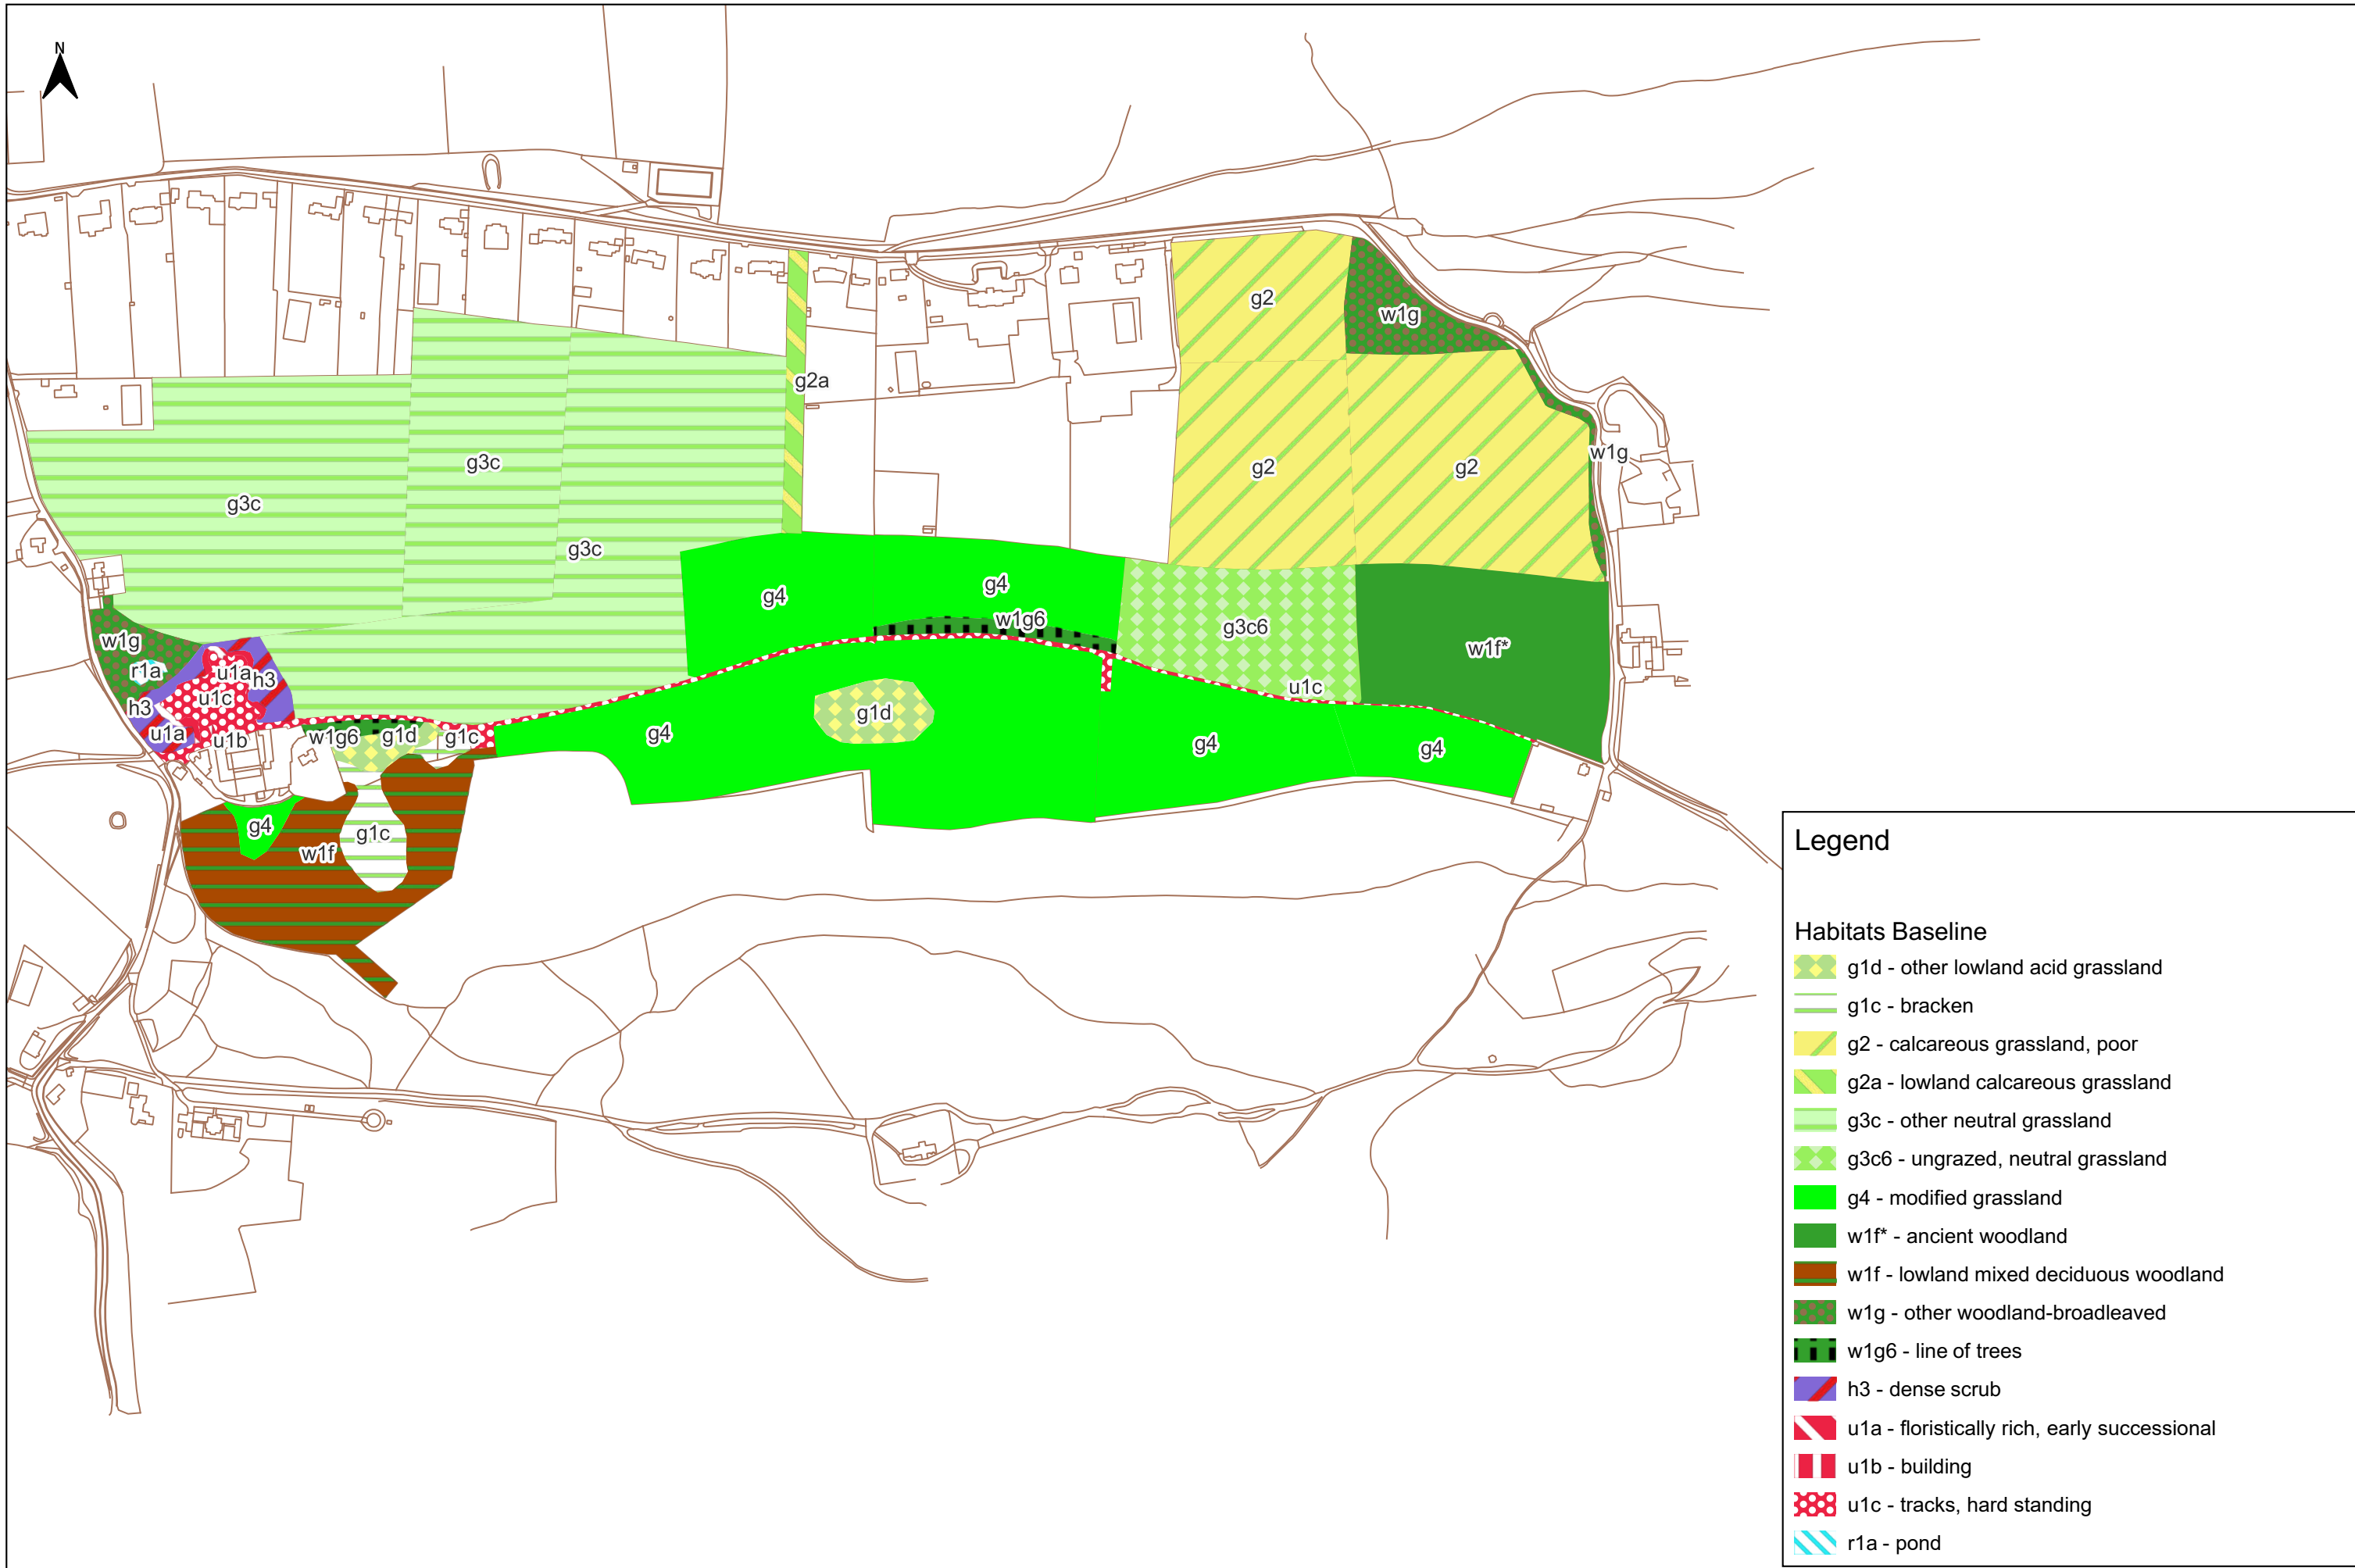 N
g2
w1g
g2a
w1g
g3c
g2
g2
g3c
g3c
g4
g4
w1g6
g3c6
w1g
w1f*
r1a
u1a
h3
u1c
u1c
h3
g1d
u1a
u1b
w1g6
g1d
g1c
g4
g4
g4
g4
g1c
w1f
Legend
Habitats Baseline
g1d - other lowland acid grassland
g1c - bracken
g2 - calcareous grassland, poor
g2a - lowland calcareous grassland
g3c - other neutral grassland
g3c6 - ungrazed, neutral grassland
g4 - modified grassland
w1f* - ancient woodland
w1f - lowland mixed deciduous woodland
w1g - other woodland-broadleaved
w1g6 - line of trees
h3 - dense scrub
u1a - floristically rich, early successional
u1b - building
u1c - tracks, hard standing
r1a - pond